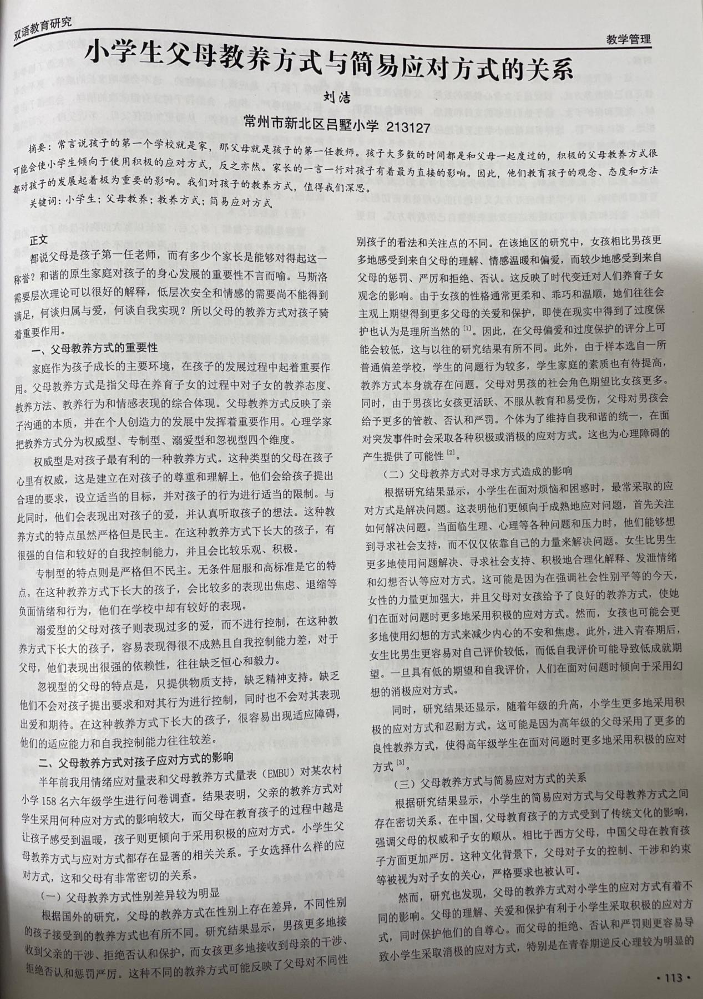 双语教育研究
教学管理
小学生父母教养方式与简易应对方式的关系
刘洁
常州市新北区吕墅小学 213127
摘要：常言说孩子的第一个学校就是家，那父母就是孩子的第一任教师。孩子大多数的时间都是和父母一起度过的，积极的父母教养方式很
可能会使小学生倾向于使用积极的应对方式，反之亦然。家长的一言一行对孩子有着最为直接的影响。因此，他们教育孩子的观念、态度和方法
都对孩子的发展起着极为重要的影响。我们对孩子的教养方式，值得我们深思。
关键词：小学生；父母教养；教养方式；简易应对方式
正文
都说父母是孩子第一任老师，而有多少个家长是能够对得起这一
称誉？和谐的原生家庭对孩子的身心发展的重要性不言而喻。马斯洛
需要层次理论可以很好的解释，低层次安全和情感的需要尚不能得到
满足，何谈归属与爱，何谈自我实现？所以父母的教养方式对孩子骑
着重要作用。
一、父母教养方式的重要性
家庭作为孩子成长的主要环境，在孩子的发展过程中起着重要作
用。父母教养方式是指父母在养育子女的过程中对子女的教养态度、
教养方法、教养行为和情感表现的综合体现。父母教养方式反映了亲
子沟通的本质，并在个人创造力的发展中发挥着重要作用。心理学家
把教养方式分为权威型、专制型、溺爱型和忽视型四个维度。
权威型是对孩子最有利的一种教养方式。这种类型的父母在孩子
心里有权威，这是建立在对孩子的尊重和理解上。他们会给孩子提出
合理的要求，设立适当的目标，并对孩子的行为进行适当的限制。与
此同时，他们会表现出对孩子的爱，并认真听取孩子的想法。这种教
养方式的特点虽然严格但是民主。在这种教养方式下长大的孩子，有
很强的自信和较好的自我控制能力，并且会比较乐观、积极。
专制型的特点则是严格但不民主。无条件屈服和高标准是它的特
点。在这种教养方式下长大的孩子，会比较多的表现出焦虑、退缩等
负面情绪和行为，他们在学校中却有较好的表现。
溺爱型的父母对孩子则表现过多的爱，而不进行控制，在这种教
养方式下长大的孩子，容易表现得很不成熟且自我控制能力差，对于
父母，他们表现出很强的依赖性，往往缺乏恒心和毅力。
忽视型的父母的特点是，只提供物质支持，缺乏精神支持。缺乏
他们不会对孩子提出要求和对其行为进行控制，同时也不会对其表现
出爱和期待。在这种教养方式下长大的孩子，很容易出现适应障碍，
他们的适应能力和自我控制能力往往较差。
二、父母教养方式对孩子应对方式的影响
半年前我用情绪应对量表和父母教养方式量表（EMBU）对某农村
小学 158 名六年级学生进行问卷调查。结果表明，父亲的教养方式对
学生采用何种应对方式的影响较大，而父母在教育孩子的过程中越是
让孩子感受到温暖，孩子则更倾向于采用积极的应对方式。小学生父
母教养方式与应对方式都存在显著的相关关系。子女选择什么样的应
对方式，这和父母有非常密切的关系。
（一）父母教养方式性别差异较为明显
根据国外的研究，父母的教养方式在性别上存在差异，不同性别
的孩子接受到的教养方式也有所不同。研究结果显示，男孩更多地接
收到父亲的干涉、拒绝否认和保护，而女孩更多地接收到母亲的干涉、
拒绝否认和惩罚严厉。这种不同的教养方式可能反映了父母对不同性
别孩子的看法和关注点的不同。在该地区的研究中，女孩相比男孩更
多地感受到来自父母的理解、情感温暖和偏爱，而较少地感受到来自
父母的惩罚、严厉和拒绝、否认。这反映了时代变迁对人们养育子女
观念的影响。由于女孩的性格通常更柔和、乖巧和温顺，她们往往会
主观上期望得到更多父母的关爱和保护，即使在现实中得到了过度保
护也认为是理所当然的 [1]。因此，在父母偏爱和过度保护的评分上可
能会较低，这与以往的研究结果有所不同。此外，由于样本选自一所
普通偏差学校，学生的问题行为较多，学生家庭的素质也有待提高，
教养方式本身就存在问题。父母对男孩的社会角色期望比女孩更多。
同时，由于男孩比女孩更活跃、不服从教育和易受伤，父母对男孩会
给予更多的管教、否认和严罚。个体为了维持自我和谐的统一，在面
对突发事件时会采取各种积极或消极的应对方式。这也为心理障碍的
产生提供了可能性 [2]。
（二）父母教养方式对寻求方式造成的影响
根据研究结果显示，小学生在面对烦恼和困惑时，最常采取的应
对方式是解决问题。这表明他们更倾向于成熟地应对问题，首先关注
如何解决问题。当面临生理、心理等各种问题和压力时，他们能够想
到寻求社会支持，而不仅仅依靠自己的力量来解决问题。女生比男生
更多地使用问题解决、寻求社会支持、积极地合理化解释、发泄情绪
和幻想否认等应对方式。这可能是因为在强调社会性别平等的今天，
女性的力量更加强大，并且父母对女孩给予了良好的教养方式，使她
们在面对问题时更多地采用积极的应对方式。然而，女孩也可能会更
多地使用幻想的方式来减少内心的不安和焦虑。此外，进入青春期后，
女生比男生更容易对自己评价较低，而低自我评价可能导致低成就期
望。一旦具有低的期望和自我评价，人们在面对问题时倾向于采用幻
想的消极应对方式。
同时，研究结果还显示，随着年级的升高，小学生更多地采用积
极的应对方式和忍耐方式。这可能是因为高年级的父母采用了更多的
良性教养方式，使得高年级学生在面对问题时更多地采用积极的应对
方式 [3]。
（三）父母教养方式与简易应对方式的关系
根据研究结果显示，小学生的简易应对方式与父母教养方式之间
存在密切关系。在中国，父母教育孩子的方式受到了传统文化的影响，
强调父母的权威和子女的顺从。相比于西方父母，中国父母在教育孩
子方面更加严厉。这种文化背景下，父母对子女的控制、干涉和约束
等被视为对子女的关心，严格要求也被认可。
然而，研究也发现，父母的教养方式对小学生的应对方式有着不
同的影响。父母的理解、关爱和保护有利于小学生采取积极的应对方
式，同时保护他们的自尊心。而父母的拒绝、否认和严罚则更容易导
致小学生采取消极的应对方式，特别是在青春期逆反心理较为明显的
·113·